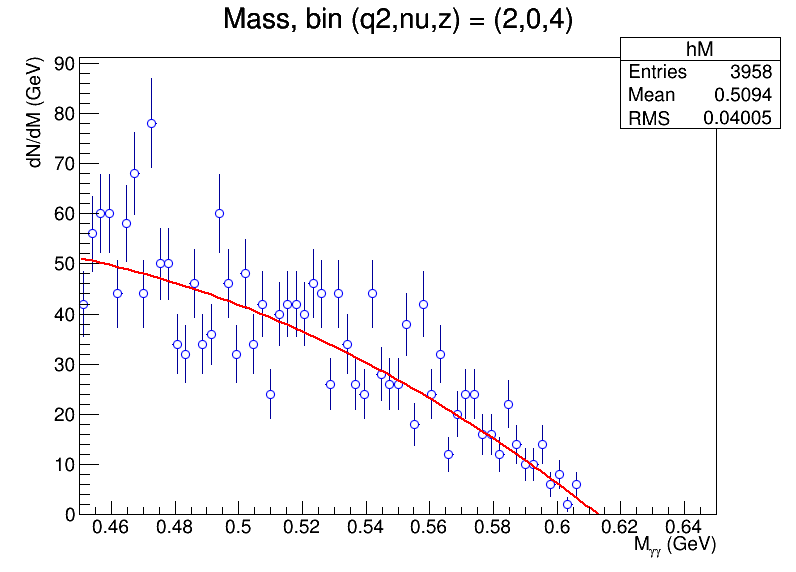 Mass, bin (q2,nu,z) = (2,0,4)
hM
Entries 3958
Mean 0.5094
RMS 0.04005
dN/dM (GeV)
90
80
70
60
50
40
30
20
10
0
0.46 0.48 0.5 0.52 0.54 0.56 0.58 0.6 0.62 0.64
Mγγ (GeV)